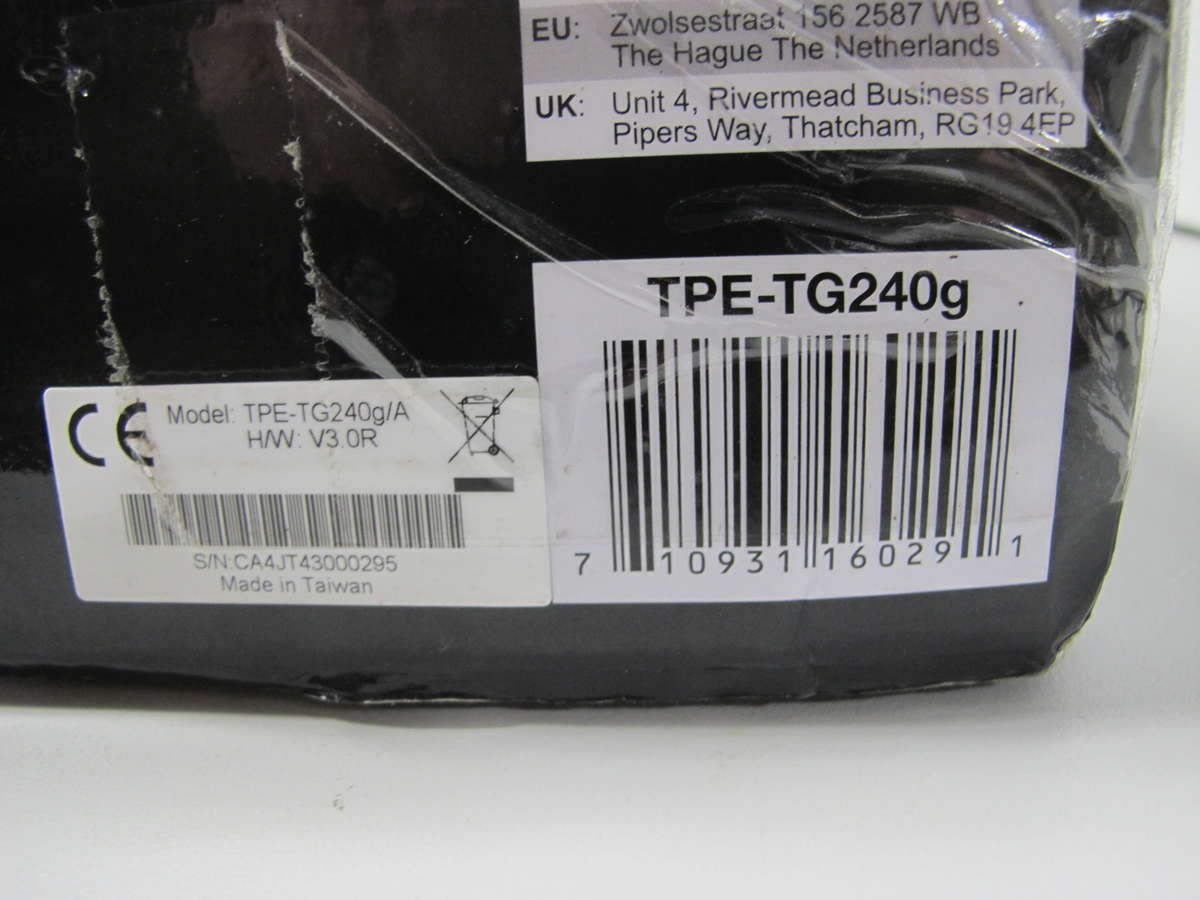 EU: Zwolsestraat 156 2587 WB
The Hague The Netherlands
UK: Unit 4, Rivermead Business Park,
Pipers Way, Thatcham, RG19 4EP
TPE-TG240g
7 10931 16029 1
CE Model: TPE-TG240g/A
H/W: V3.0R
S/N:CA4JT43000295
Made in Taiwan